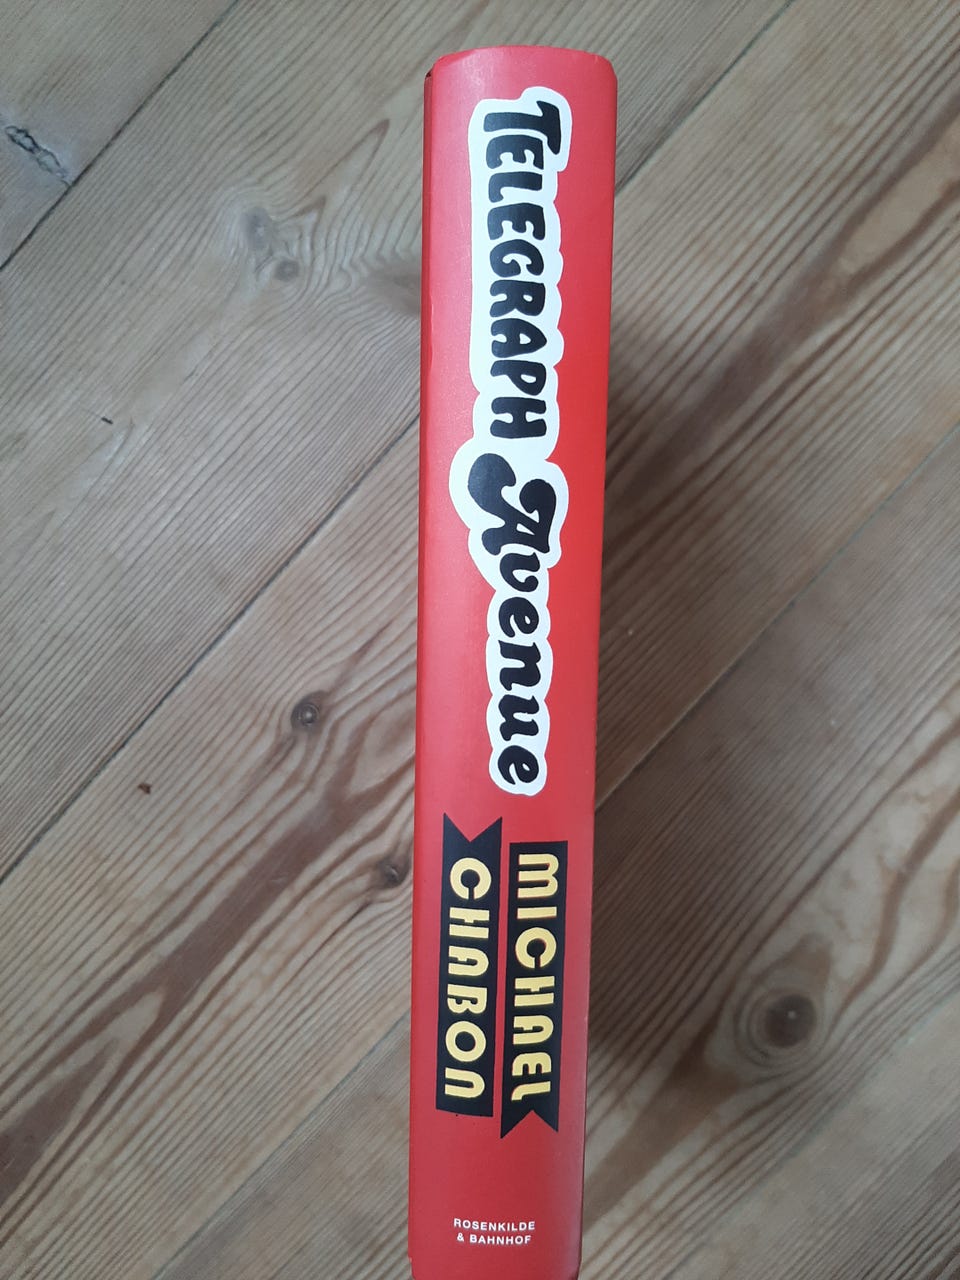 TELEGRAPH Avenue
MICHAEL
CHABON
ROSENKILDE
& BAHNHOF